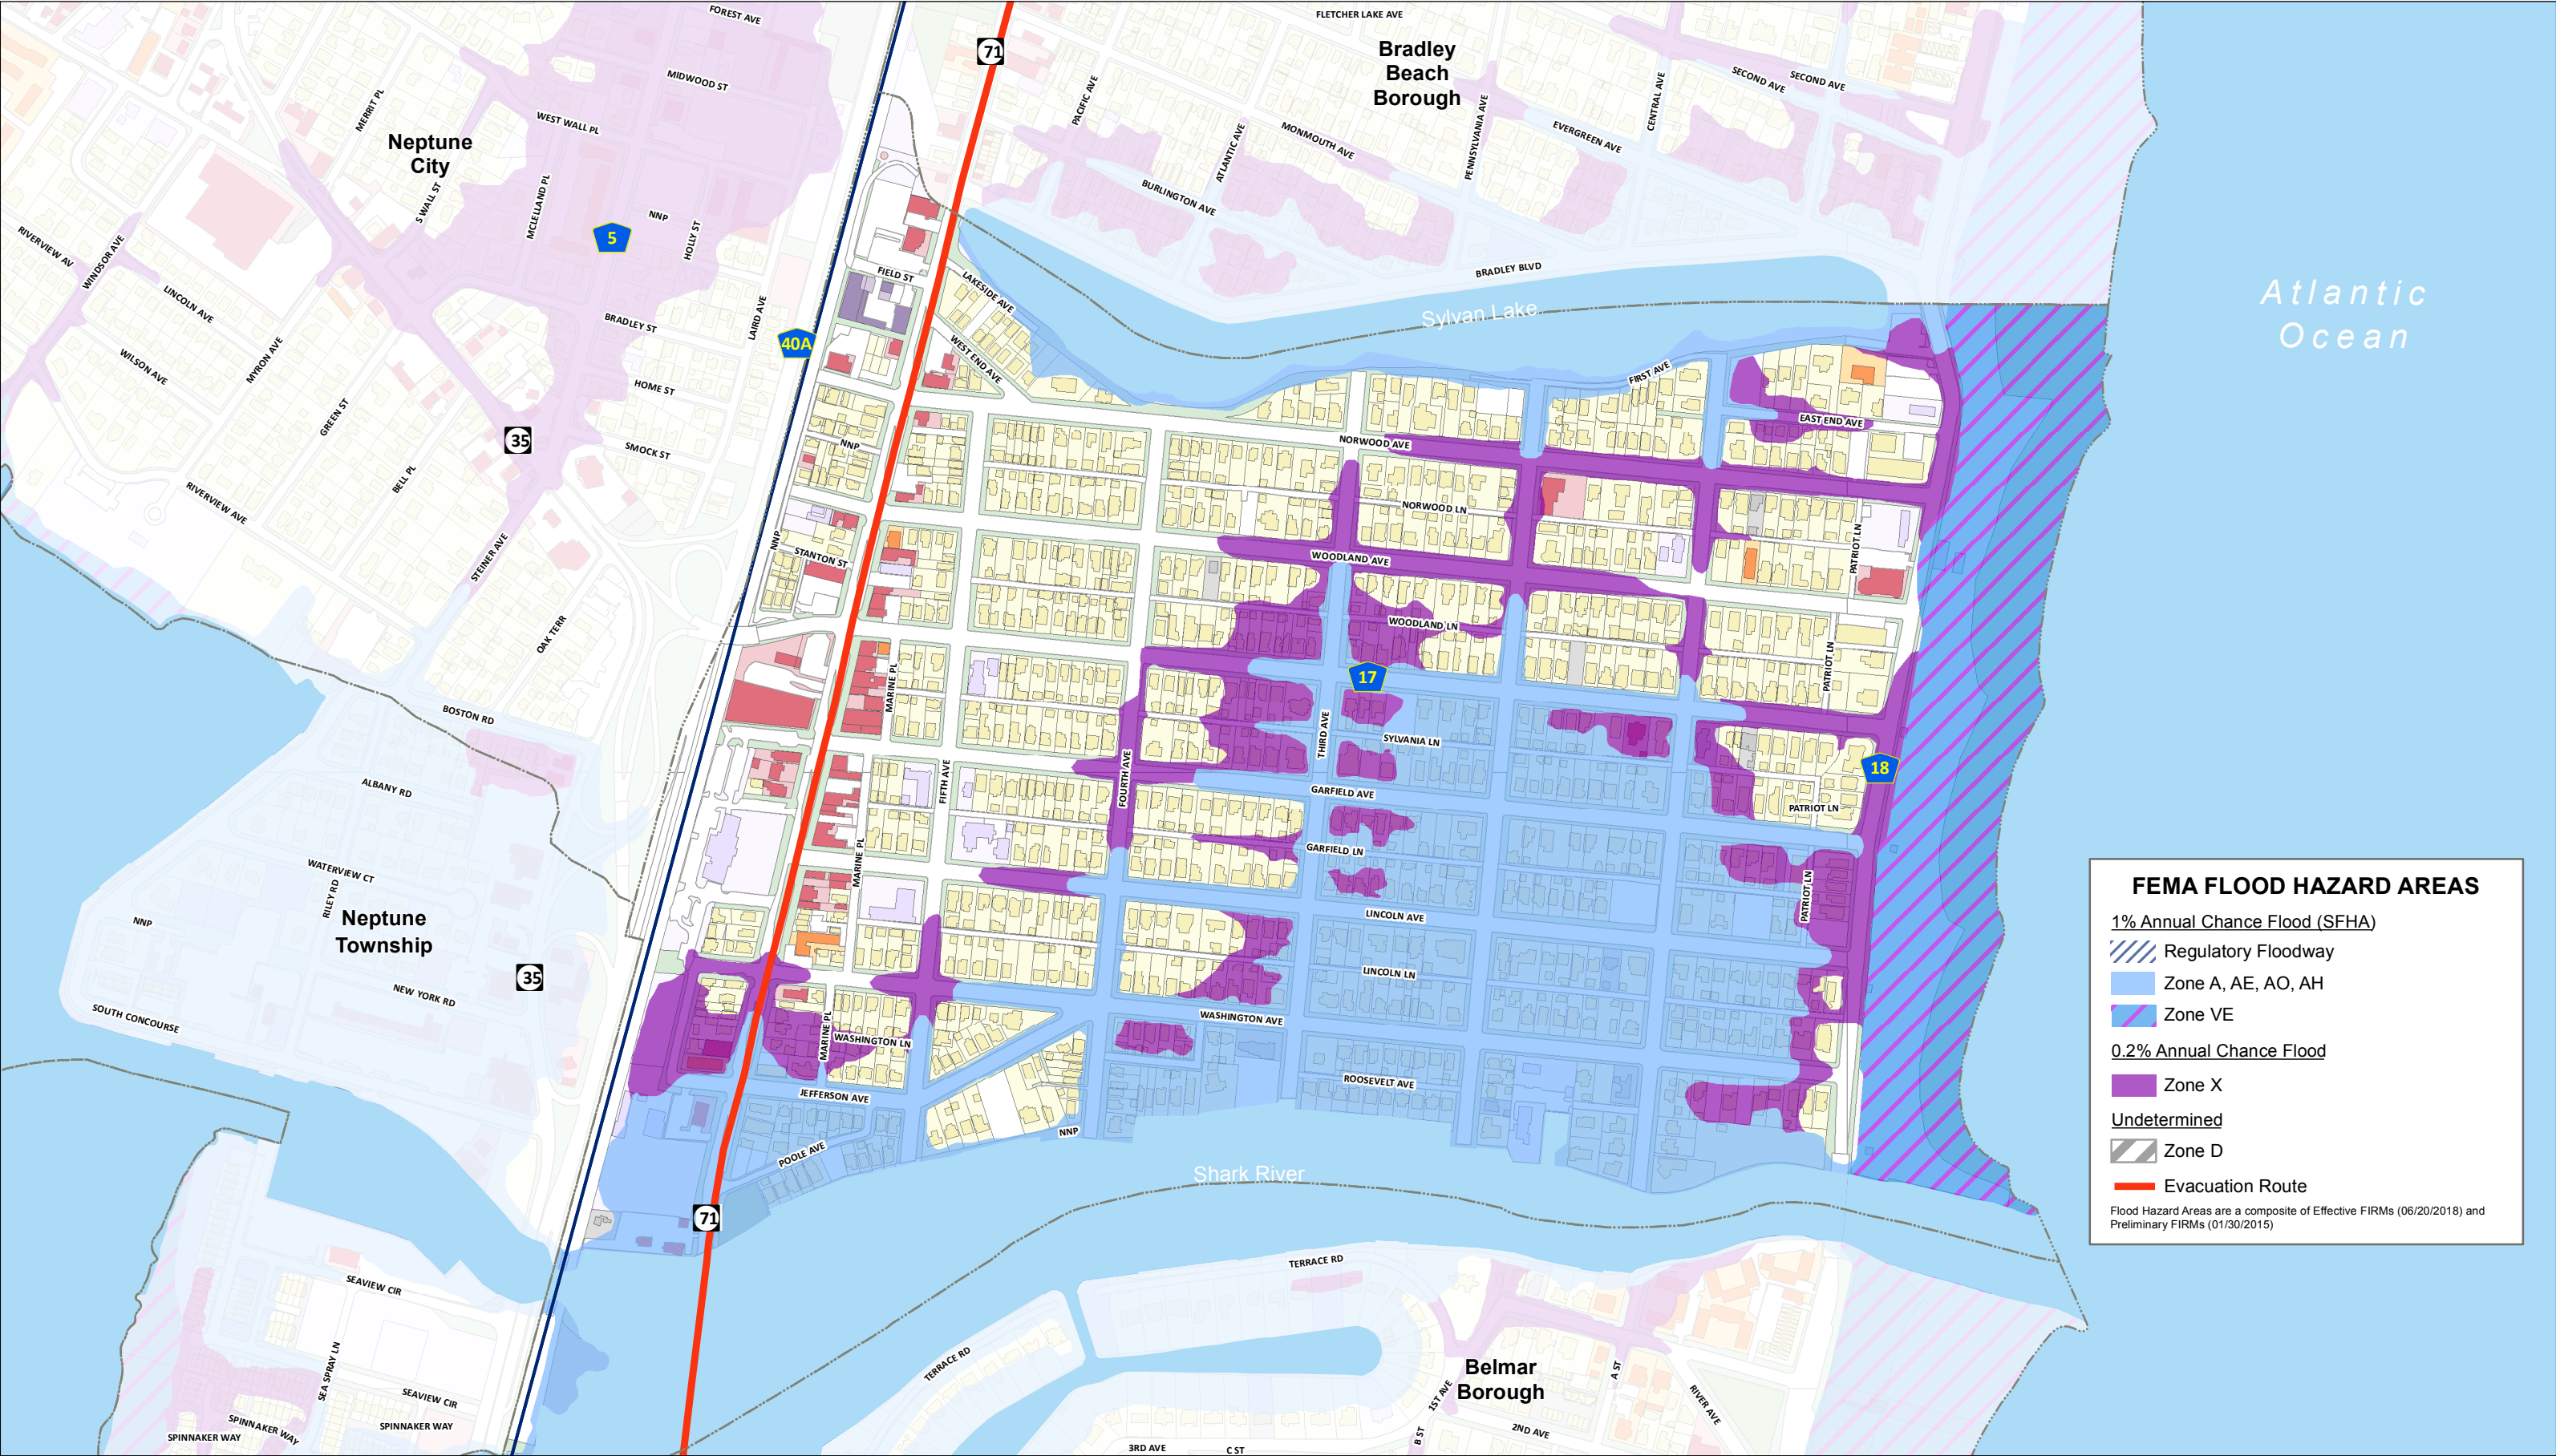 FOREST AVE
FLETCHER LAKE AVE
71
Bradley
Beach
Borough
MIDWOOD ST
SECOND AVE
SECOND AVE
MERRIT PL
PACIFIC AVE
CENTRAL AVE
WEST WALL PL
PENNSYLVANIA AVE
EVERGREEN AVE
Neptune
City
MONMOUTH AVE
ATLANTIC AVE
S WALL ST
MCLELLAND PL
NNP
BURLINGTON AVE
5
HOLLY ST
RIVERVIEW AV
WINDSOR AVE
FIELD ST
LAKESIDE AVE
BRADLEY BLVD
Atlantic
Ocean
LINCOLN AVE
BRADLEY ST
LAIRD AVE
Sylvan Lake
40A
WILSON AVE
MYRON AVE
WEST END AVE
FIRST AVE
HOME ST
GREEN ST
EAST END AVE
35
NNP
NORWOOD AVE
SMOCK ST
BELL PL
RIVERVIEW AVE
NORWOOD LN
NNP
STANTON ST
STEINER AVE
WOODLAND AVE
PATRIOT LN
OAK TERR
WOODLAND LN
MARINE PL
17
PATRIOT LN
BOSTON RD
THIRD AVE
SYLVANIA LN
18
ALBANY RD
FIFTH AVE
FOURTH AVE
GARFIELD AVE
PATRIOT LN
MARINE PL
GARFIELD LN
WATERVIEW CT
RILEY RD
PATRIOT LN
LINCOLN AVE
NNP
Neptune
Township
35
LINCOLN LN
NEW YORK RD
SOUTH CONCOURSE
WASHINGTON AVE
MARINE PL
WASHINGTON LN
ROOSEVELT AVE
JEFFERSON AVE
NNP
POOLE AVE
Shark River
71
TERRACE RD
SEAVIEW CIR
TERRACE RD
SEA SPRAY LN
Belmar
Borough
A ST
1ST AVE
RIVER AVE
SEAVIEW CIR
SPINNAKER WAY
SPINNAKER WAY
SPINNAKER WAY
B ST
2ND AVE
3RD AVE
C ST
FEMA FLOOD HAZARD AREAS
1% Annual Chance Flood (SFHA)
Regulatory Floodway
Zone A, AE, AO, AH
Zone VE
0.2% Annual Chance Flood
Zone X
Undetermined
Zone D
Evacuation Route
Flood Hazard Areas are a composite of Effective FIRMs (06/20/2018) and
Preliminary FIRMs (01/30/2015)